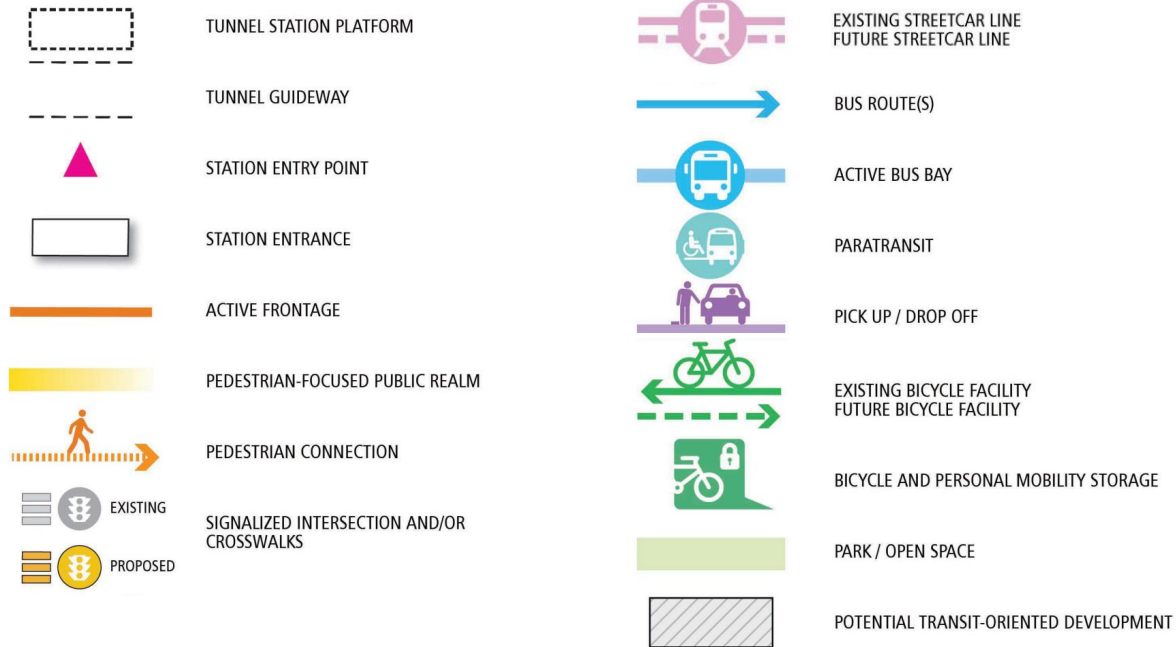 TUNNEL STATION PLATFORM
TUNNEL GUIDEWAY
STATION ENTRY POINT
STATION ENTRANCE
ACTIVE FRONTAGE
PEDESTRIAN-FOCUSED PUBLIC REALM
PEDESTRIAN CONNECTION
EXISTING
PROPOSED
SIGNALIZED INTERSECTION AND/OR
CROSSWALKS
EXISTING STREETCAR LINE
FUTURE STREETCAR LINE
BUS ROUTE(S)
ACTIVE BUS BAY
PARATRANSIT
PICK UP / DROP OFF
EXISTING BICYCLE FACILITY
FUTURE BICYCLE FACILITY
BICYCLE AND PERSONAL MOBILITY STORAGE
PARK / OPEN SPACE
POTENTIAL TRANSIT-ORIENTED DEVELOPMENT